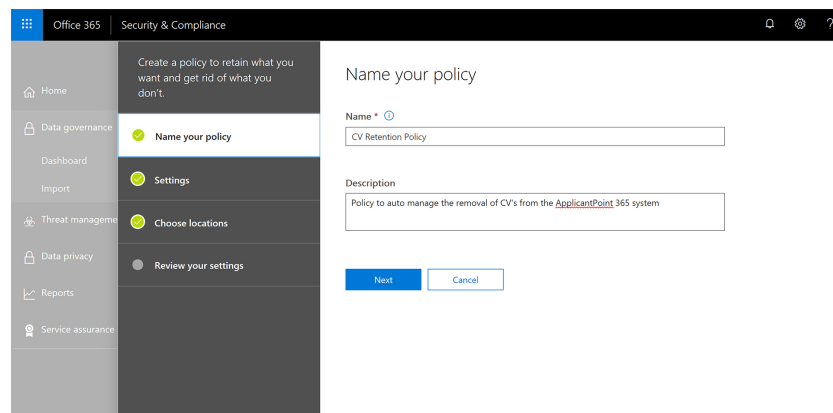 Office 365 Security & Compliance ?
Home
Data governance
Dashboard
Import
Threat manageme
Data privacy
Reports
Service assurance
Create a policy to retain what you
want and get rid of what you
don't.
Name your policy
Settings
Choose locations
Review your settings
Name your policy
Name *
CV Retention Policy
Description
Policy to auto manage the removal of CV's from the ApplicantPoint 365 system
Next Cancel